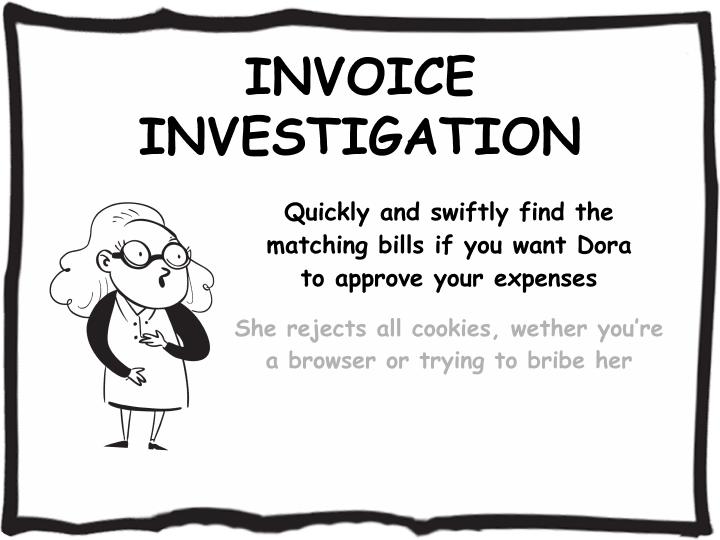 INVOICE
INVESTIGATION
Quickly and swiftly find the
matching bills if you want Dora
to approve your expenses
She rejects all cookies, wether you're
a browser or trying to bribe her